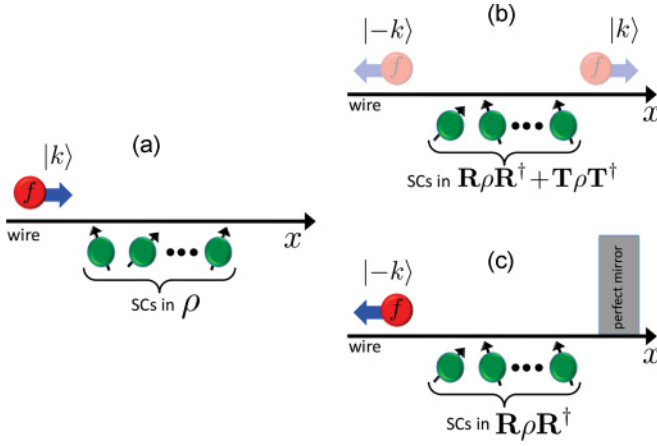 (a)
|k⟩
f
wire
x
SCs in ρ
(b)
|−k⟩
|k⟩
f
f
wire
x
SCs in RρR† + TρT†
(c)
|−k⟩
f
perfect mirror
wire
x
SCs in RρR†